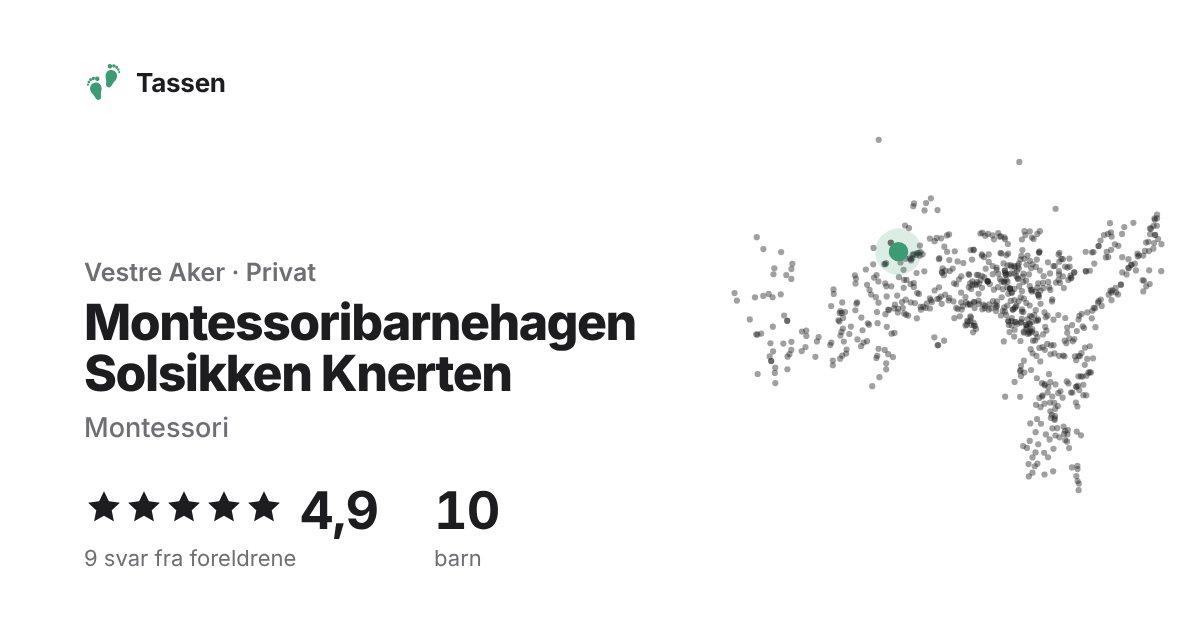 Tassen
Vestre Aker · Privat
Montessoribarnehagen
Solsikken Knerten
Montessori
4,9
9 svar fra foreldrene
10
barn